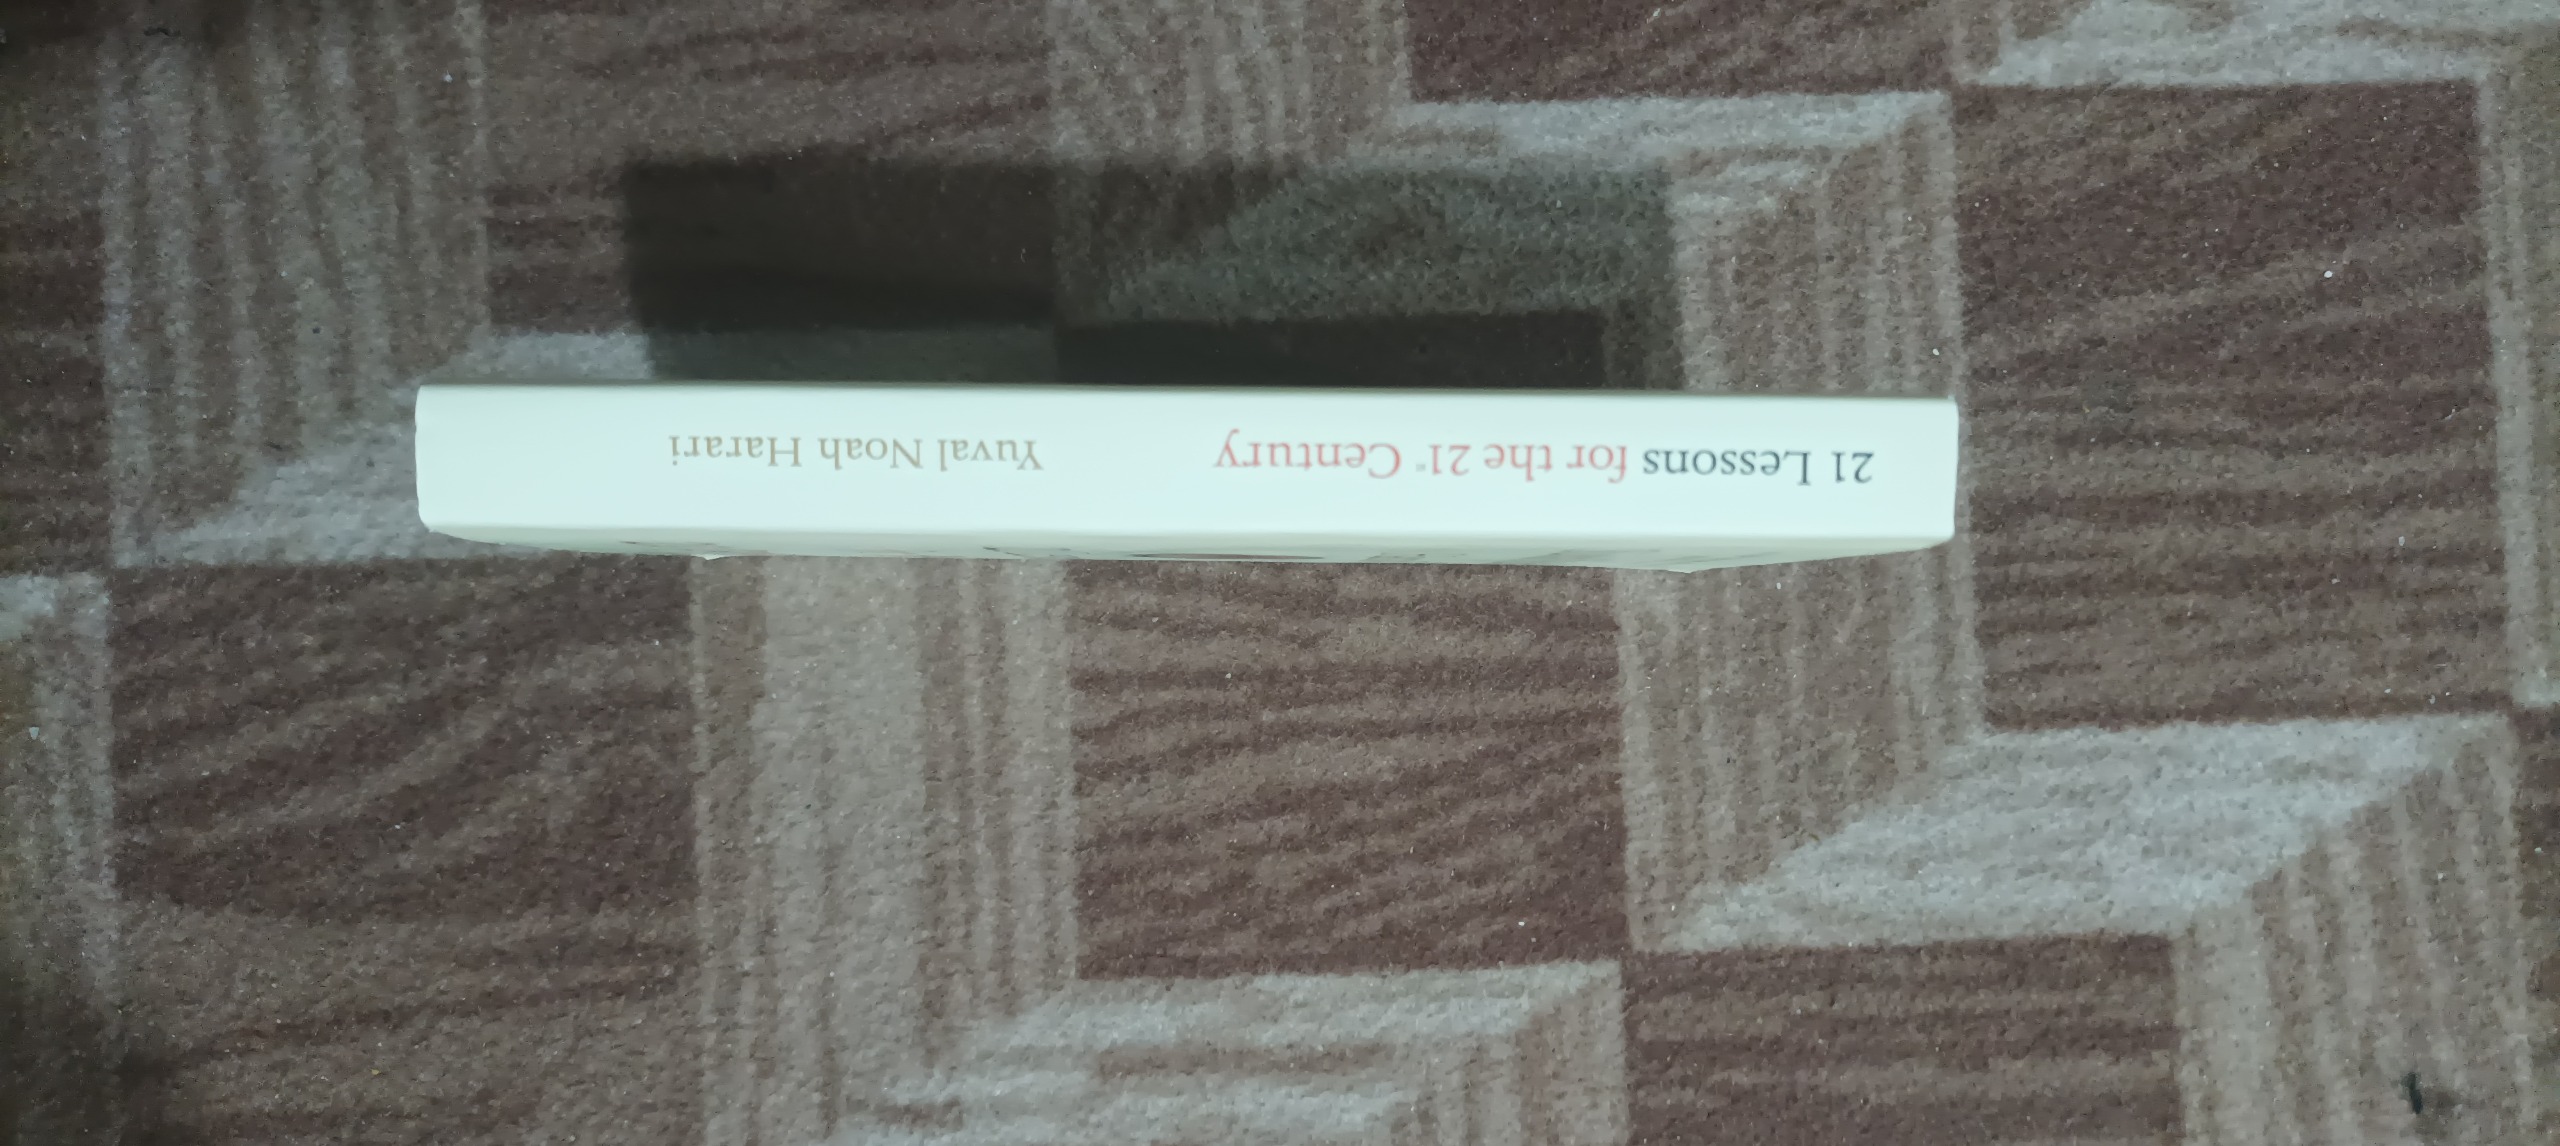 21 Lessons for the 21st Century
Yuval Noah Harari